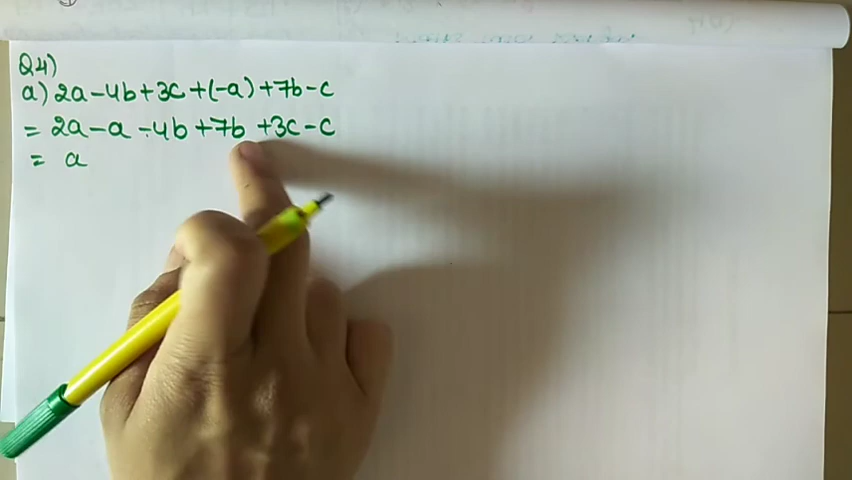 Q4)
a) 2a-4b+3c+(-a)+7b-c
= 2a-a-4b+7b+3c-c
= a